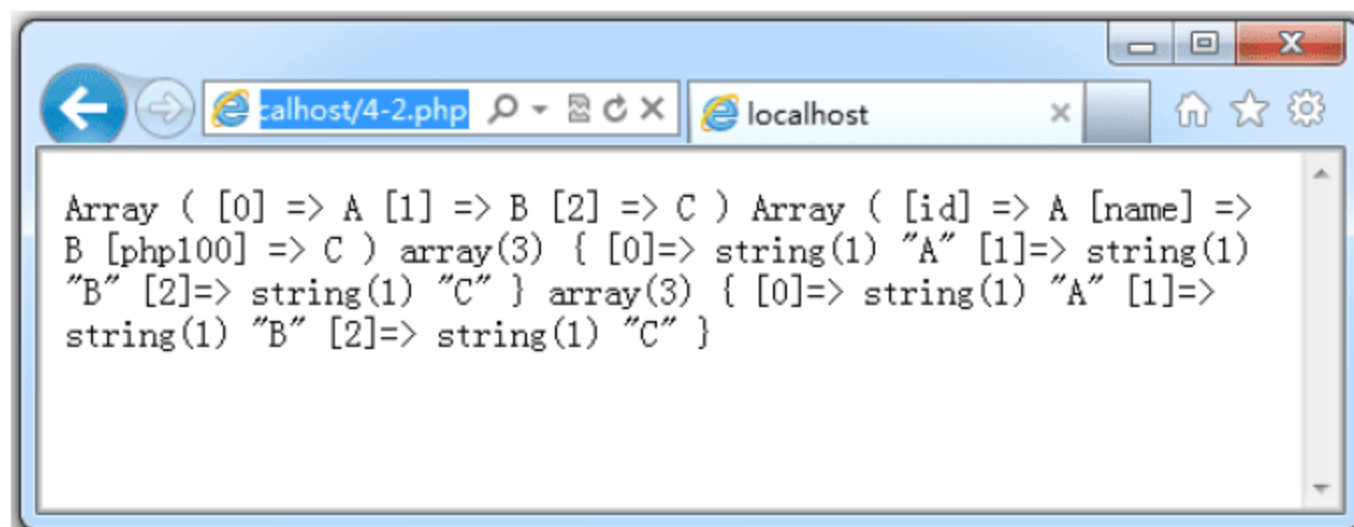 calhost/4-2.php
localhost
Array ( [0] => A [1] => B [2] => C ) Array ( [id] => A [name] =>
B [php100] => C ) array(3) { [0]=> string(1) "A" [1]=> string(1)
"B" [2]=> string(1) "C" } array(3) { [0]=> string(1) "A" [1]=>
string(1) "B" [2]=> string(1) "C" }